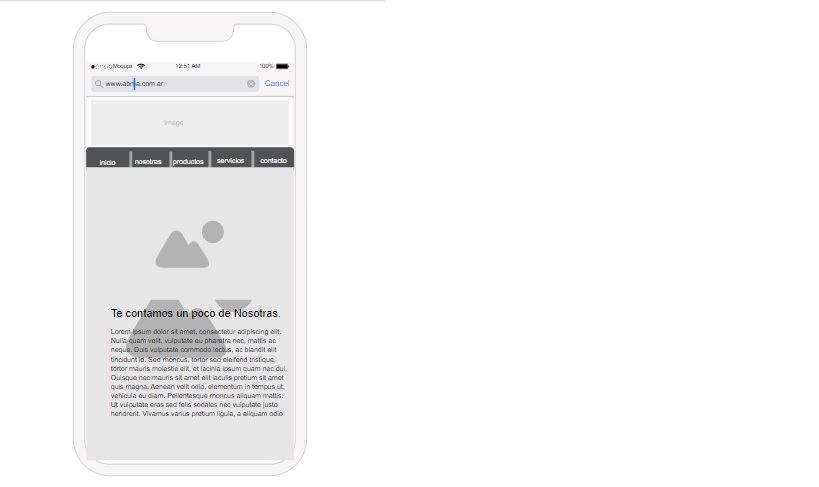 Moqups 12:51 AM 100%
www.abmja.com.ar Cancel
Image
inicio nosotras productos servicios contacto
Te contamos un poco de Nosotras.
Lorem ipsum dolor sit amet, consectetur adipiscing elit.
Nulla quam velit, vulputate eu pharetra nec, mattis ac
neque. Duis vulputate commodo lectus, ac blandit elit
tincidunt id. Sed rhoncus, tortor sed eleifend tristique,
tortor mauris molestie elit, et lacinia ipsum quam nec dui.
Quisque nec mauris sit amet elit iaculis pretium sit amet
quis magna. Aenean velit odio, elementum in tempus ut,
vehicula eu diam. Pellentesque rhoncus aliquam mattis.
Ut vulputate eros sed felis sodales nec vulputate justo
hendrerit. Vivamus varius pretium ligula, a aliquam odio